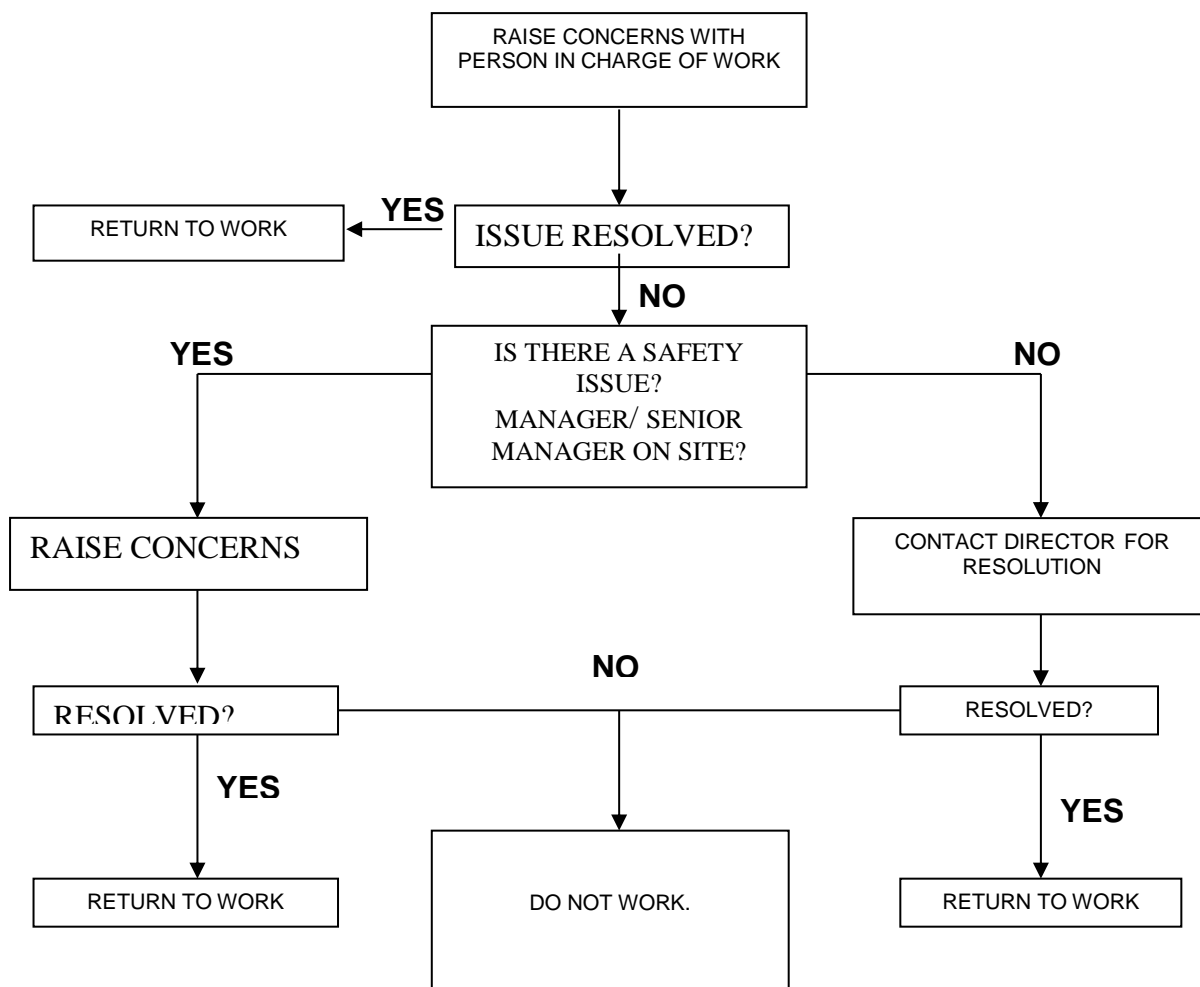 RAISE CONCERNS WITH
PERSON IN CHARGE OF WORK
YES
RETURN TO WORK
ISSUE RESOLVED?
NO
YES
IS THERE A SAFETY
ISSUE?
MANAGER/ SENIOR
MANAGER ON SITE?
NO
RAISE CONCERNS
CONTACT DIRECTOR FOR
RESOLUTION
NO
RESOLVED?
RESOLVED?
YES
YES
RETURN TO WORK
DO NOT WORK.
RETURN TO WORK